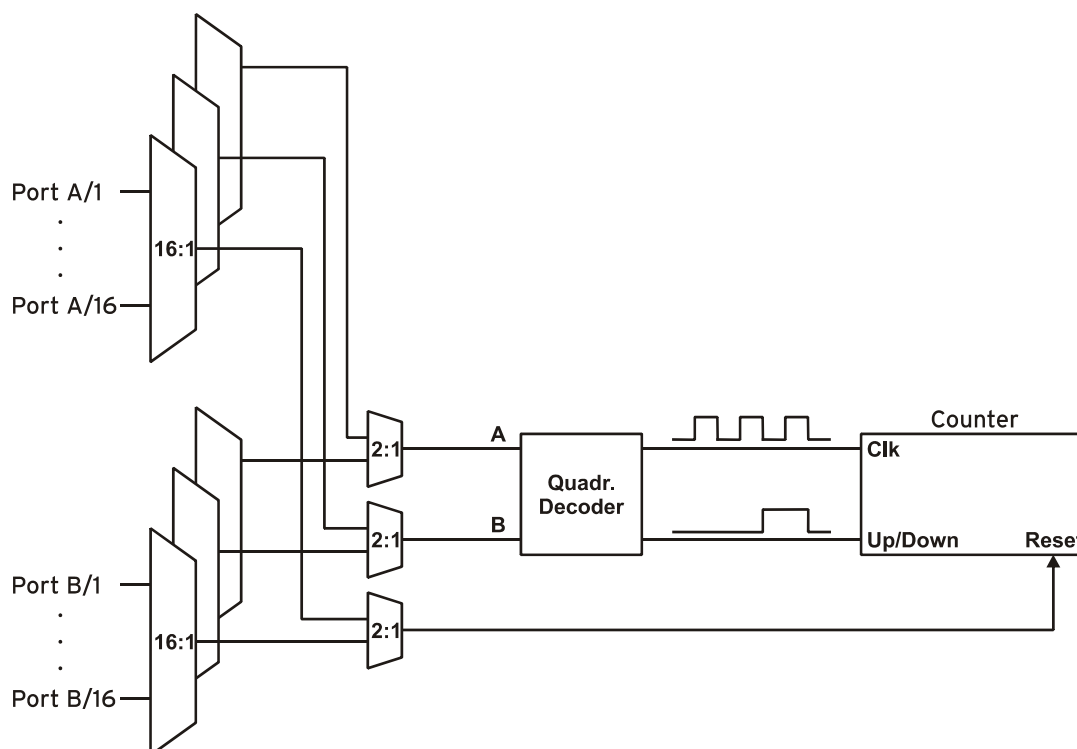 Port A/1
.
.
.
Port A/16
16:1
Port B/1
.
.
.
Port B/16
16:1
2:1
2:1
2:1
A
B
Quadr.
Decoder
Counter
Clk
Up/Down
Reset